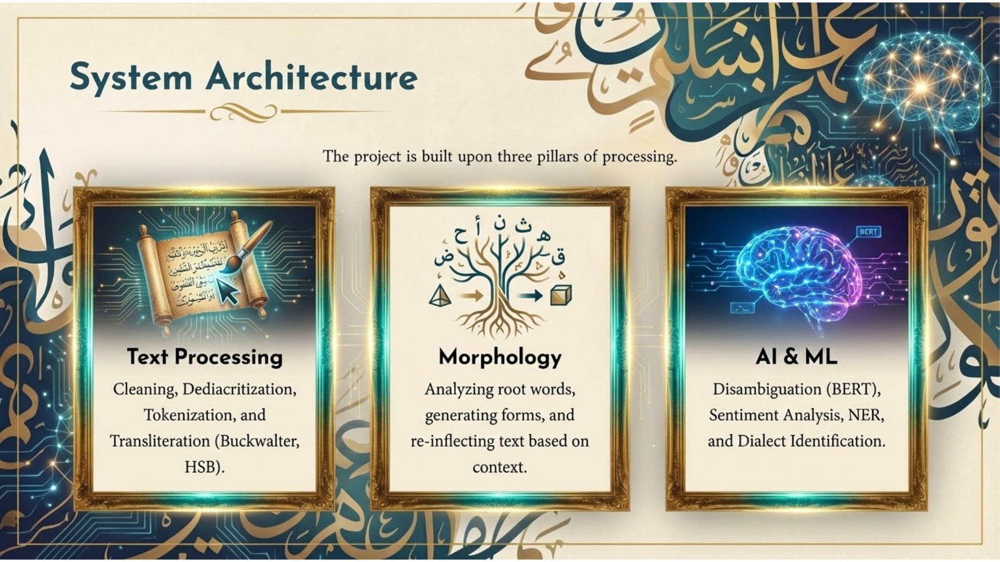 System Architecture
The project is built upon three pillars of processing.
ح أ ن ث ه
ض ق
Text Processing
Cleaning, Dediacritization,
Tokenization, and
Transliteration (Buckwalter,
HSB).
Morphology
Analyzing root words,
generating forms, and
re-inflecting text based on
context.
BERT
AI & ML
Disambiguation (BERT),
Sentiment Analysis, NER,
and Dialect Identification.